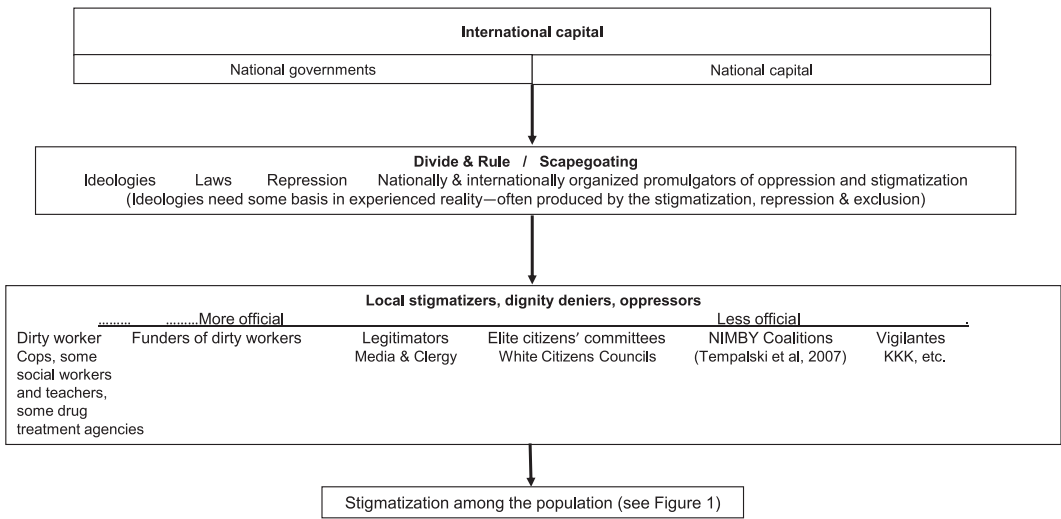 International capital
National governments National capital
Divide & Rule / Scapegoating
Ideologies Laws Repression Nationally & internationally organized promulgators of oppression and stigmatization
(Ideologies need some basis in experienced reality—often produced by the stigmatization, repression & exclusion)
Local stigmatizers, dignity deniers, oppressors
......... .........More official Less official .
Dirty worker Funders of dirty workers Legitimators Elite citizens' committees NIMBY Coalitions Vigilantes
Cops, some Media & Clergy White Citizens Councils (Tempalski et al, 2007) KKK, etc.
social workers
and teachers,
some drug
treatment agencies
Stigmatization among the population (see Figure 1)